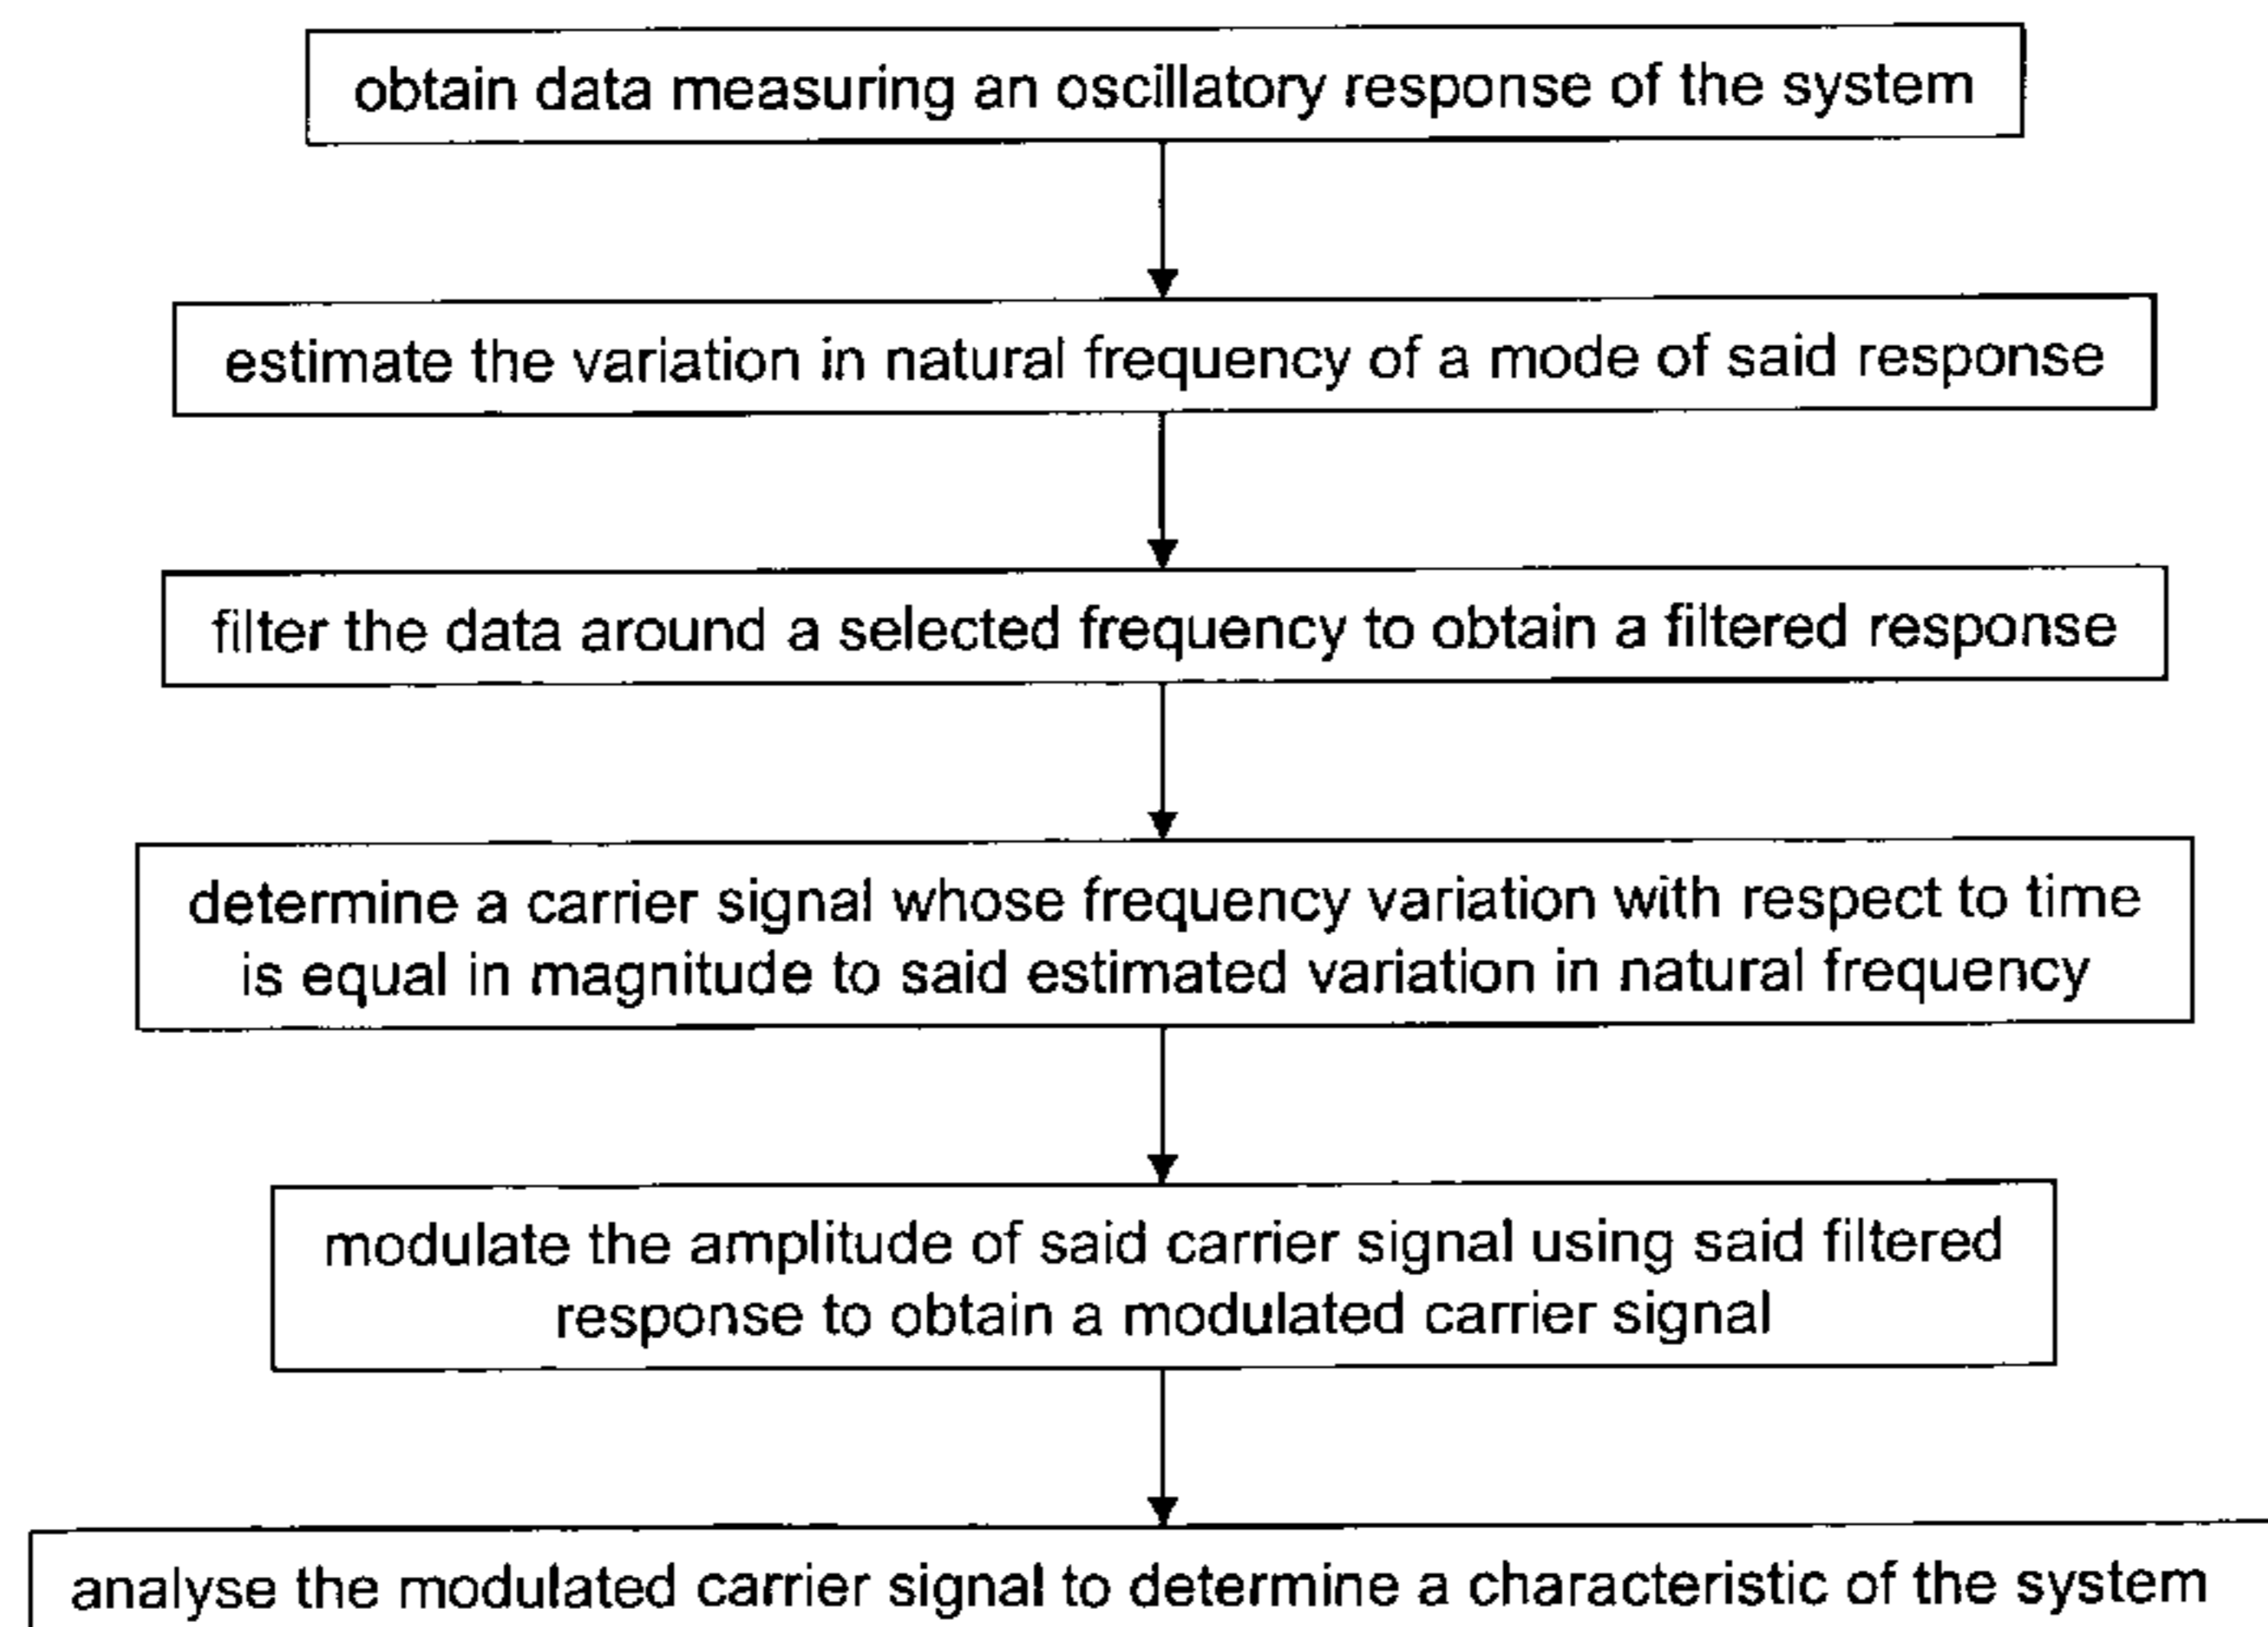 obtain data measuring an oscillatory response of the system
estimate the variation in natural frequency of a mode of said response
filter the data around a selected frequency to obtain a filtered response
determine a carrier signal whose frequency variation with respect to time
is equal in magnitude to said estimated variation in natural frequency
modulate the amplitude of said carrier signal using said filtered
response to obtain a modulated carrier signal
analyse the modulated carrier signal to determine a characteristic of the system